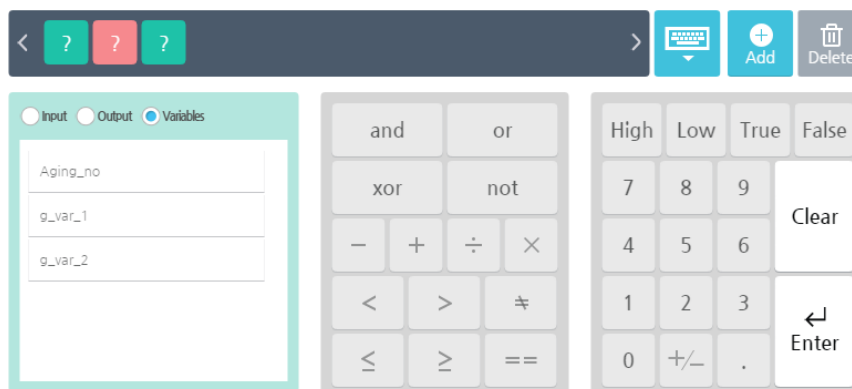 ? ? ?
Add
Delete
Input Output Variables
Aging_no
g_var_1
g_var_2
and or
xor not
− + ÷ ×
< > ≠
≤ ≥ ==
High Low True False
7 8 9
Clear
4 5 6
1 2 3
Enter
0 +/− .